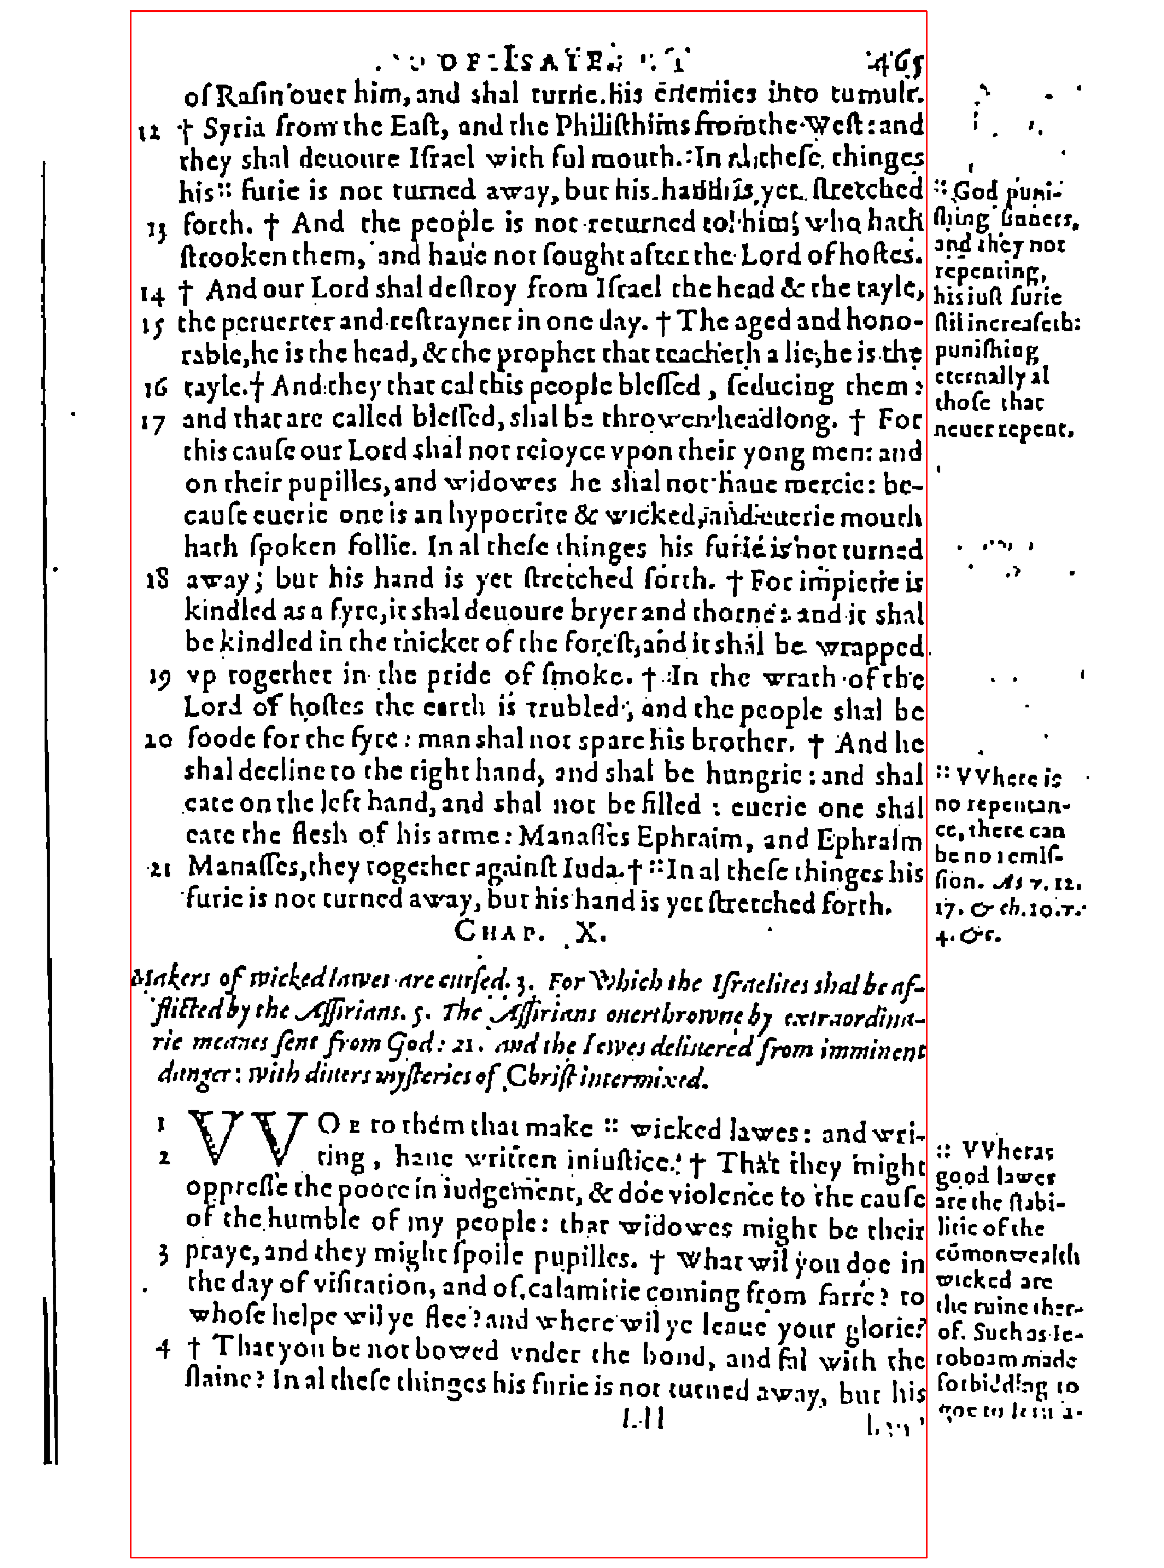 OF ISAIE. 465
of Rasin ouer him, and shal turne his enemies into tumult.
12 † Syria from the East, and the Philisthims from the West: and
they shal deuoure Israel with ful mouth. In al these thinges
his :: furie is not turned away, but his hand is yet stretched
13 forth. † And the people is not returned to him, who hath
strooken them, and haue not sought after the Lord of hostes.
14 † And our Lord shal destroy from Israel the head & the tayle,
15 the peruerter and restrayner in one day. † The aged and hono-
rable, he is the head, & the prophet that teacheth a lie, he is the
16 tayle. † And they that cal this people blessed, seducing them:
17 and that are called blessed, shal be throwen headlong. † For
this cause our Lord shal not reioyce vpon their yong men: and
on their pupilles, and widowes he shal not haue mercie: be-
cause euerie one is an hypocrite & wicked, and euerie mouth
hath spoken follie. In al these thinges his furie is not turned
18 away; but his hand is yet stretched forth. † For impietie is
kindled as a fyre, it shal deuoure bryer and thorne: and it shal
be kindled in the thicket of the forest, and it shal be wrapped
19 vp together in the pride of smoke. † In the wrath of the
Lord of hostes the earth is trubled, and the people shal be
20 foode for the fyre: man shal not spare his brother. † And he
shal decline to the right hand, and shal be hungrie: and shal
eate on the left hand, and shal not be filled: euerie one shal
eate the flesh of his arme: Manasses Ephraim, and Ephraim
21 Manasses, they together against Iuda. † :: In al these thinges his
furie is not turned away, but his hand is yet stretched forth.
CHAP. X.
Makers of wicked lawes are cursed. 3. For which the Israelites shal be af-
flicted by the Assirians. 5. The Assirians ouerthrowne by extraordina-
rie meanes sent from God: 21. and the Iewes deliuered from imminent
danger: with diuers mysteries of Christ intermixed.
1 VVOE to them that make :: wicked lawes: and wri-
2 ting, haue written iniustice: † That they might
oppresse the poore in iudgement, & doe violence to the cause
of the humble of my people: that widowes might be their
3 praye, and they might spoile pupilles. † What wil you doe in
the day of visitation, and of calamitie coming from farre? to
whose helpe wil ye flee? and where wil ye leaue your glorie?
4 † That you be not bowed vnder the bond, and fal with the
slaine? In al these thinges his furie is not turned away, but his
Lll
:: God puni-
shing sinners,
and they not
repenting,
his iust furie
stil increaseth:
punishing
eternally al
those that
neuer repent.
:: VVhere is
no repentan-
ce, there can
be no remis-
sion. As v. 12.
17. & ch. 10. v.
4. &c.
:: VVheras
good lawes
are the stabi-
litie of the
cōmonwealth
wicked are
the ruine ther-
of. Such as Ie-
roboam made
forbidding to
goe to